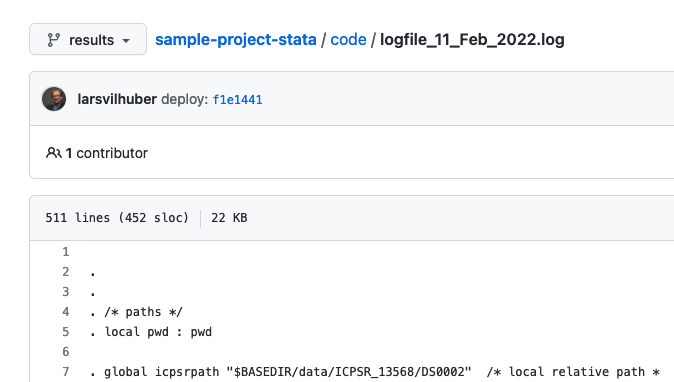 results sample-project-stata / code / logfile_11_Feb_2022.log
larsvilhuber deploy: f1e1441
1 contributor
511 lines (452 sloc) 22 KB
1
2 .
3 .
4 . /* paths */
5 . local pwd : pwd
6
7 . global icpsrpath "$BASEDIR/data/ICPSR_13568/DS0002" /* local relative path *